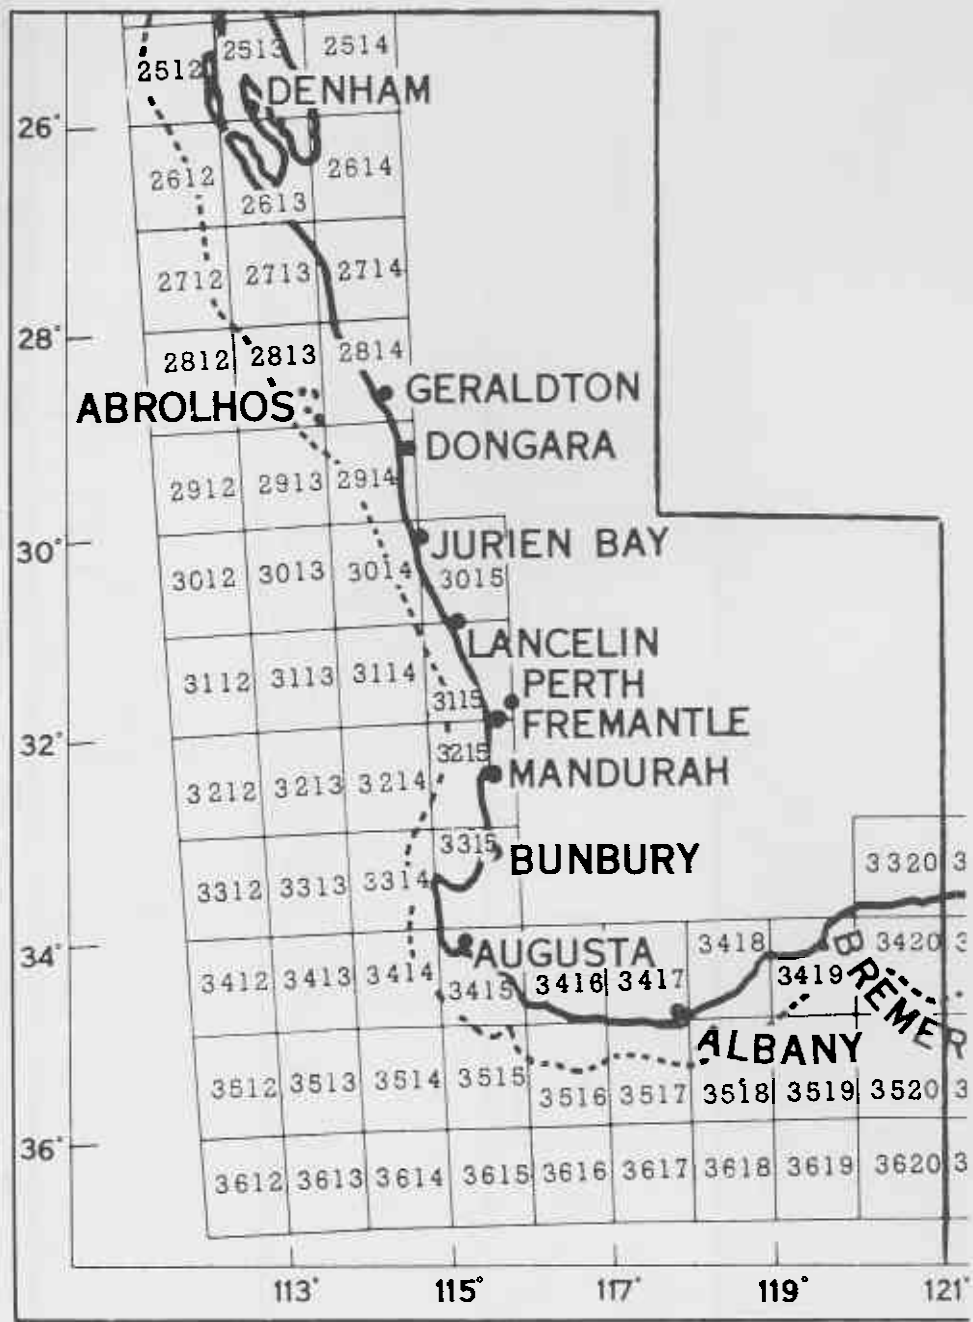 2513 2514
2512
DENHAM
26°
2612 2614
2613
2712 2713 2714
28°
2812 2813 2814
ABROLHOS GERALDTON
DONGARA
2912 2913 2914
30°
JURIEN BAY
3012 3013 3014 3015
LANCELIN
3112 3113 3114 PERTH
3115
FREMANTLE
32°
3215
MANDURAH
3212 3213 3214
3315
BUNBURY
3312 3313 3314 3320 3
34°
AUGUSTA 3418 3420 3
3412 3413 3414 3415 3416 3417 3419
BREMER
ALBANY
3512 3513 3514 3515 3516 3517 3518 3519 3520 3
36°
3612 3613 3614 3615 3616 3617 3618 3619 3620 3
113° 115° 117° 119° 121°